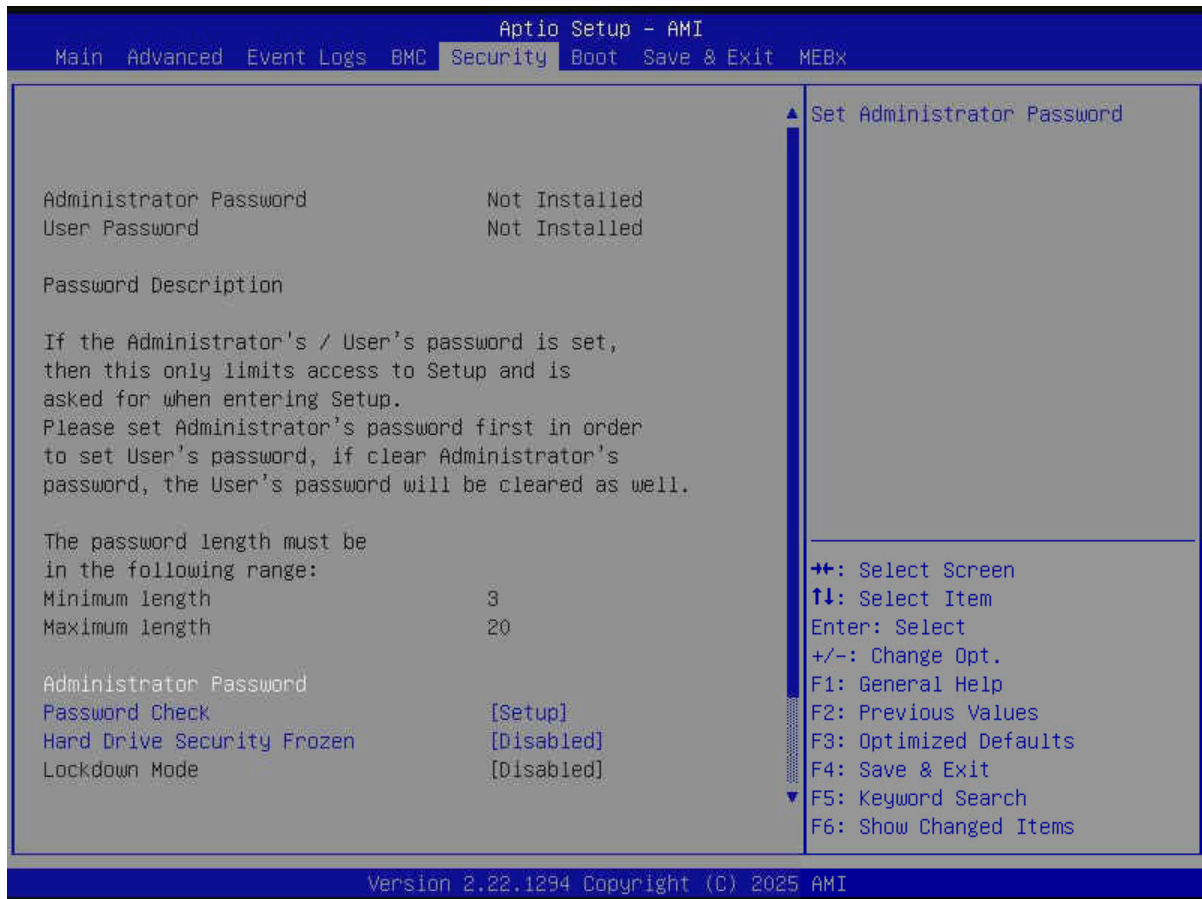 Aptio Setup – AMI
Main Advanced Event Logs BMC Security Boot Save & Exit MEBx
Set Administrator Password
Administrator Password Not Installed
User Password Not Installed
Password Description
If the Administrator's / User's password is set,
then this only limits access to Setup and is
asked for when entering Setup.
Please set Administrator's password first in order
to set User's password, if clear Administrator's
password, the User's password will be cleared as well.
The password length must be
in the following range:
Minimum length 3
Maximum length 20
Administrator Password
Password Check [Setup]
Hard Drive Security Frozen [Disabled]
Lockdown Mode [Disabled]
→←: Select Screen
↑↓: Select Item
Enter: Select
+/-: Change Opt.
F1: General Help
F2: Previous Values
F3: Optimized Defaults
F4: Save & Exit
F5: Keyword Search
F6: Show Changed Items
Version 2.22.1294 Copyright (C) 2025 AMI